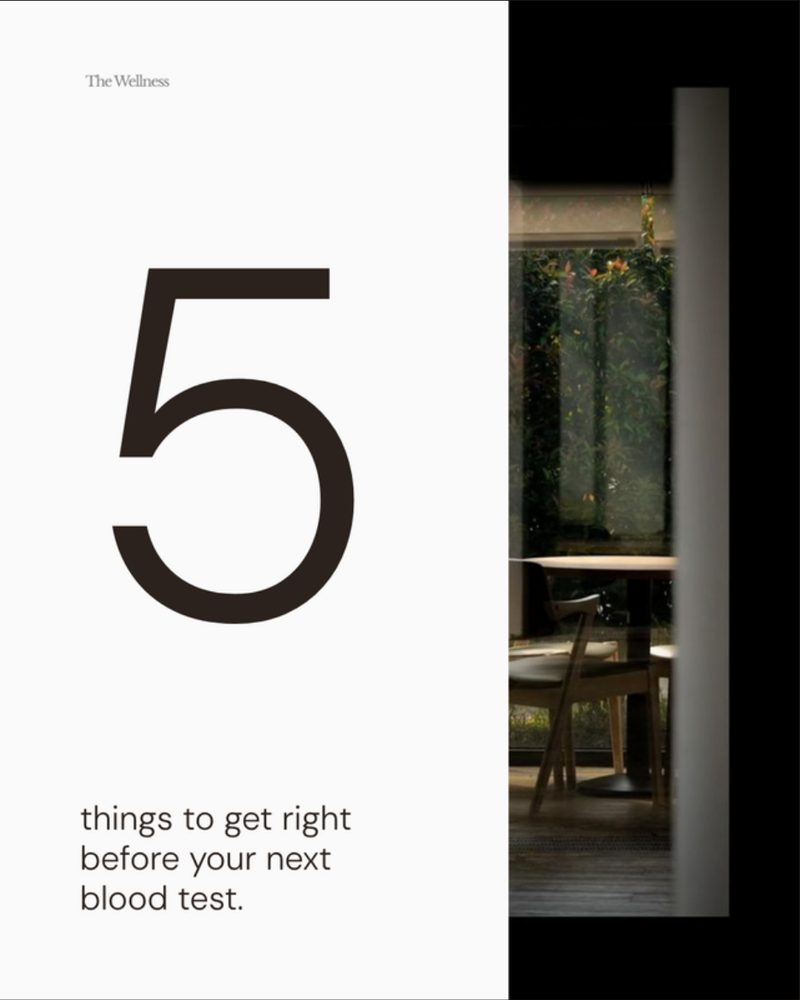 The Wellness
5
things to get right
before your next
blood test.